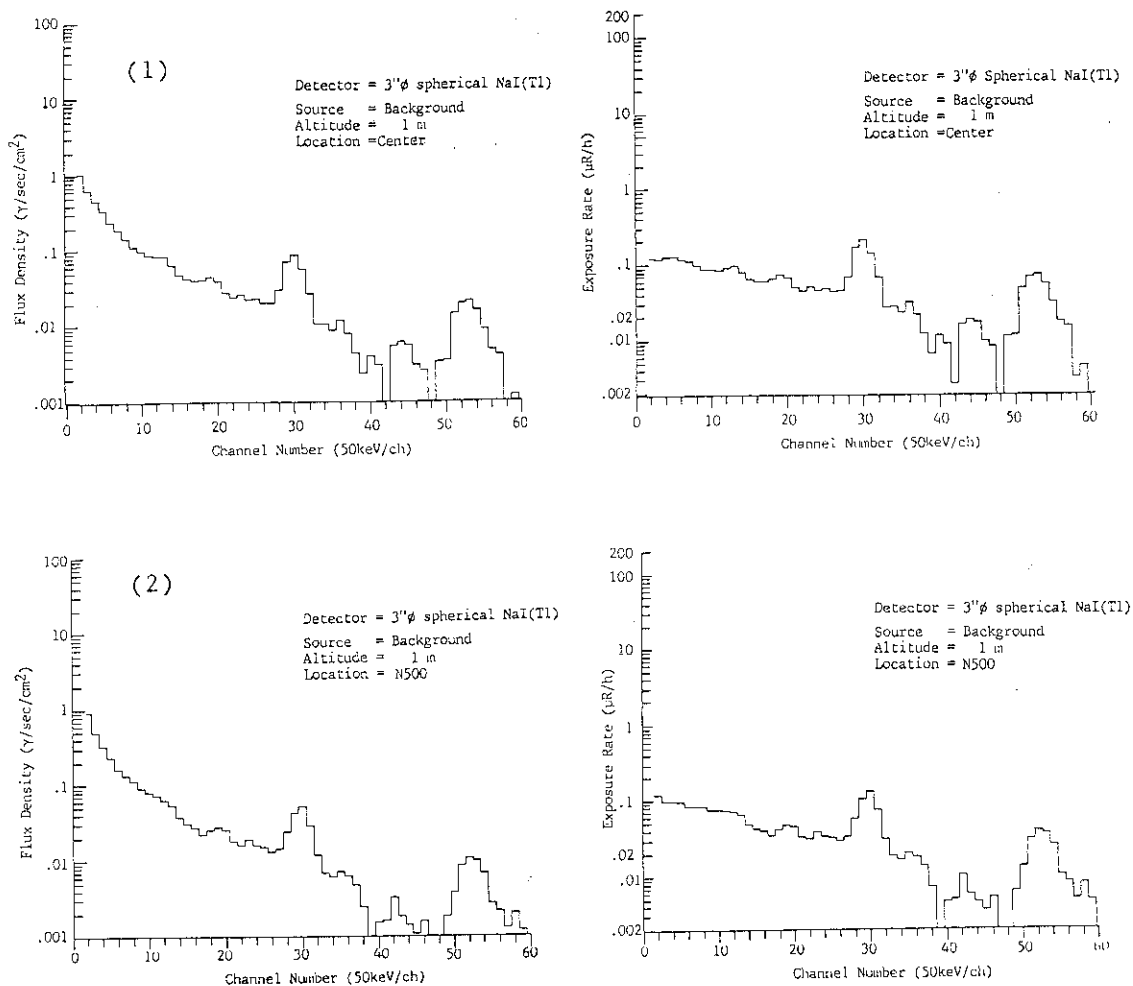 (1)
Detector = 3"ø spherical NaI(Tl)
Source = Background
Altitude = 1 m
Location =Center
Flux Density (γ/sec/cm²)
100
10
1
.1
.01
.001
0 10 20 30 40 50 60
Channel Number (50keV/ch)
Detector = 3"ø Spherical NaI(Tl)
Source = Background
Altitude = 1 m
Location =Center
Exposure Rate (μR/h)
200
100
10
1
0.1
.02
.01
.002
0 10 20 30 40 50 60
Channel Number (50keV/ch)
(2)
Detector = 3"ø spherical NaI(Tl)
Source = Background
Altitude = 1 m
Location = N500
Flux Density (γ/sec/cm²)
100
10
1
.1
.01
.001
0 10 20 30 40 50 60
Channel Number (50keV/ch)
Detector = 3"ø spherical NaI(Tl)
Source = Background
Altitude = 1 m
Location = N500
Exposure Rate (μR/h)
200
100
10
1
0.1
.02
.01
.002
0 10 20 30 40 50 60
Channel Number (50keV/ch)